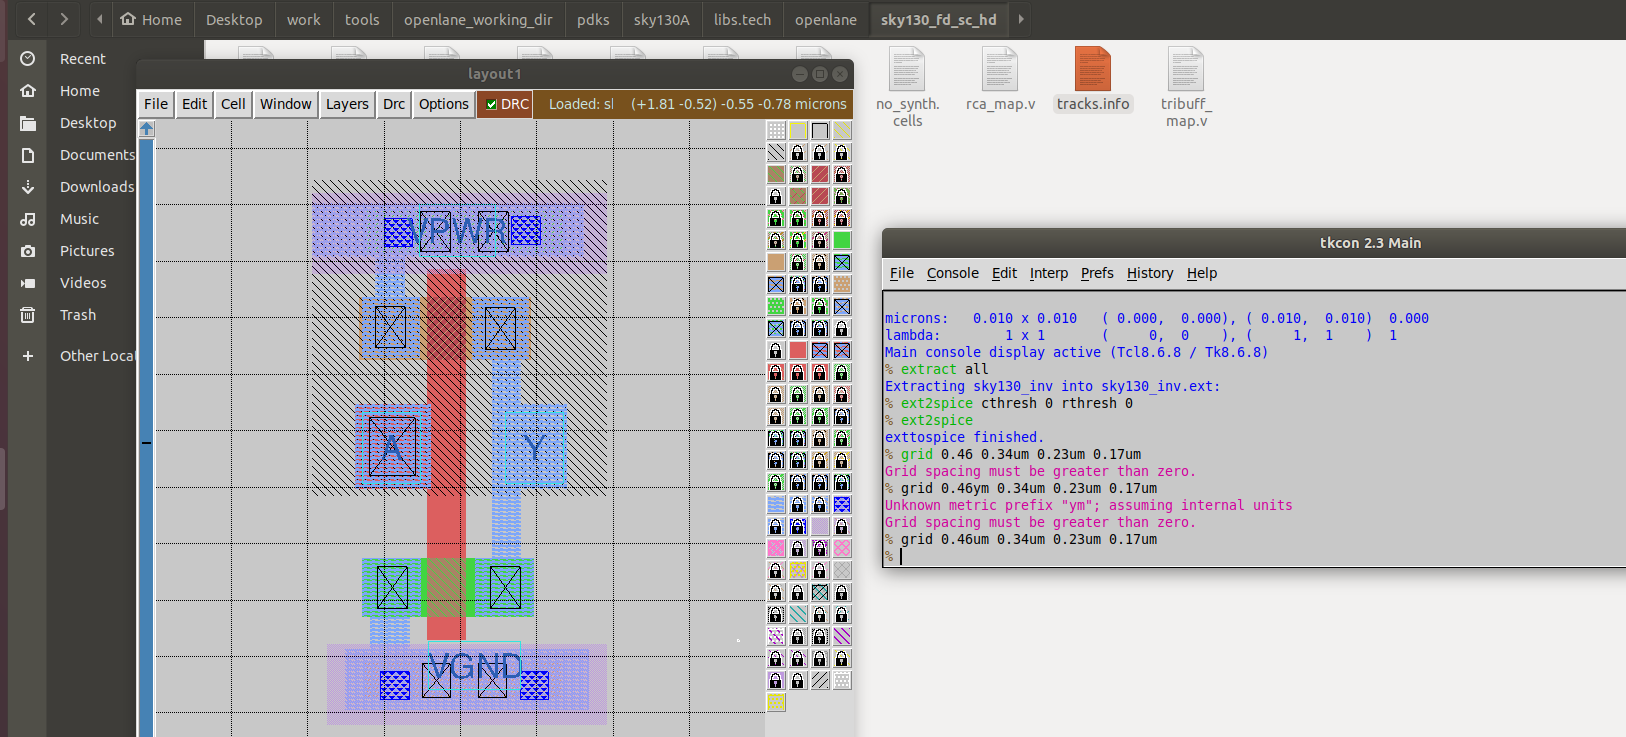 Home Desktop work tools openlane_working_dir pdks sky130A libs.tech openlane sky130_fd_sc_hd
Recent
Home
Desktop
Documents
Downloads
Music
Pictures
Videos
Trash
Other Locat
no_synth.
cells
rca_map.v
tracks.info
tribuff_
map.v
layout1
File Edit Cell Window Layers Drc Options DRC Loaded: sl (+1.81 -0.52) -0.55 -0.78 microns
VPWR
A Y
VGND
tkcon 2.3 Main
File Console Edit Interp Prefs History Help
microns: 0.010 x 0.010 ( 0.000, 0.000), ( 0.010, 0.010) 0.000
lambda: 1 x 1 ( 0, 0 ), ( 1, 1 ) 1
Main console display active (Tcl8.6.8 / Tk8.6.8)
% extract all
Extracting sky130_inv into sky130_inv.ext:
% ext2spice cthresh 0 rthresh 0
% ext2spice
exttospice finished.
% grid 0.46 0.34um 0.23um 0.17um
Grid spacing must be greater than zero.
% grid 0.46ym 0.34um 0.23um 0.17um
Unknown metric prefix "ym"; assuming internal units
Grid spacing must be greater than zero.
% grid 0.46um 0.34um 0.23um 0.17um
%